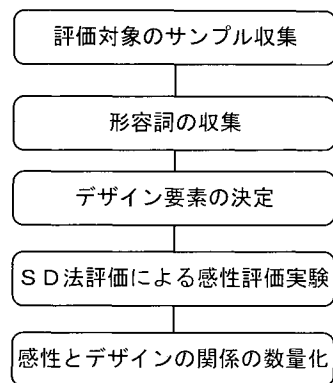 評価対象のサンプル収集
形容詞の収集
デザイン要素の決定
SD法評価による感性評価実験
感性とデザインの関係の数量化